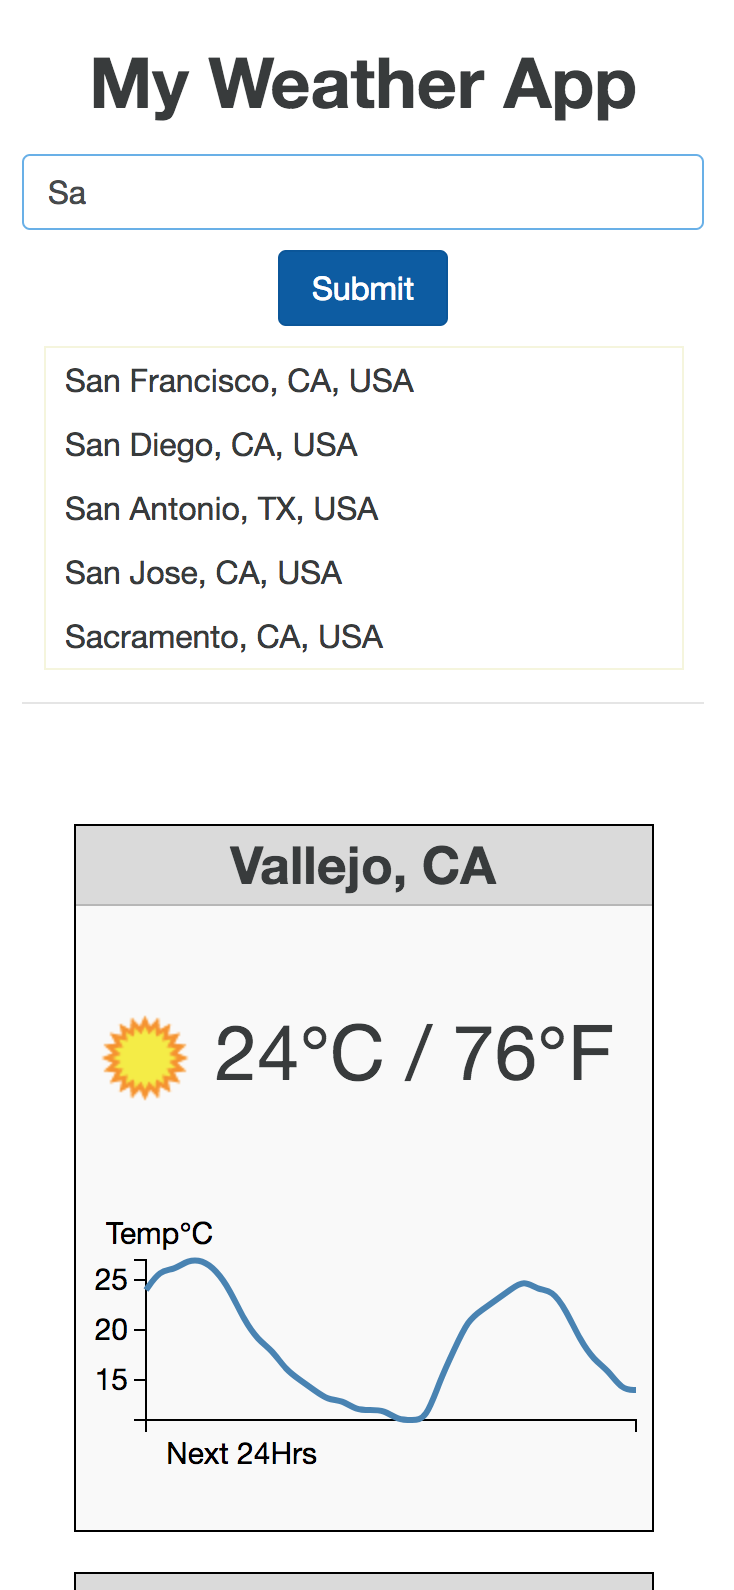 My Weather App
Sa
Submit
San Francisco, CA, USA
San Diego, CA, USA
San Antonio, TX, USA
San Jose, CA, USA
Sacramento, CA, USA
Vallejo, CA
24°C / 76°F
Temp°C
25
20
15
Next 24Hrs